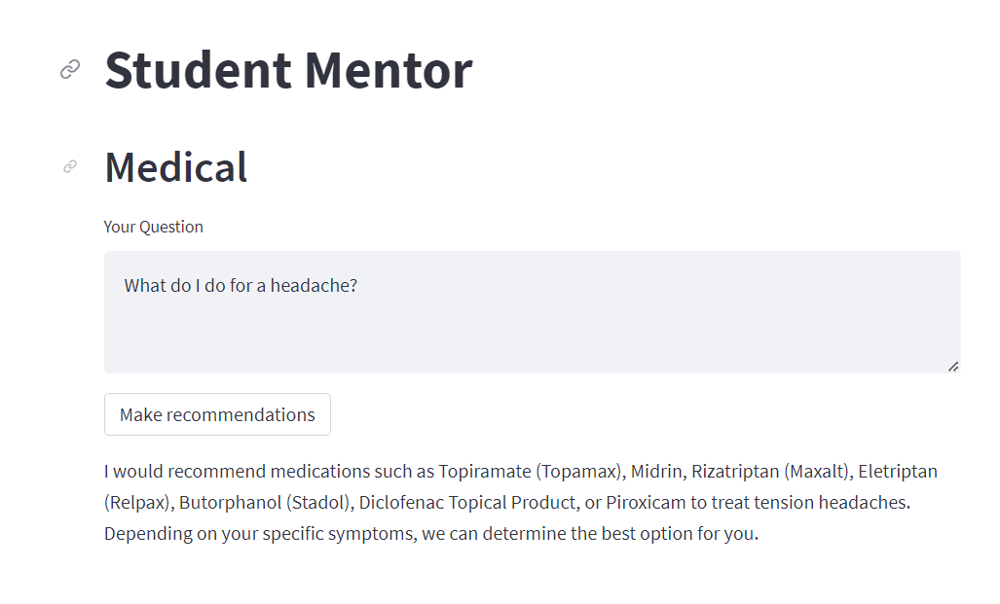 Student Mentor
Medical
Your Question
What do I do for a headache?
Make recommendations
I would recommend medications such as Topiramate (Topamax), Midrin, Rizatriptan (Maxalt), Eletriptan
(Relpax), Butorphanol (Stadol), Diclofenac Topical Product, or Piroxicam to treat tension headaches.
Depending on your specific symptoms, we can determine the best option for you.